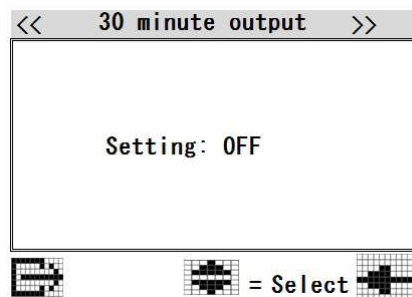 << 30 minute output >>
Setting: OFF
= Select